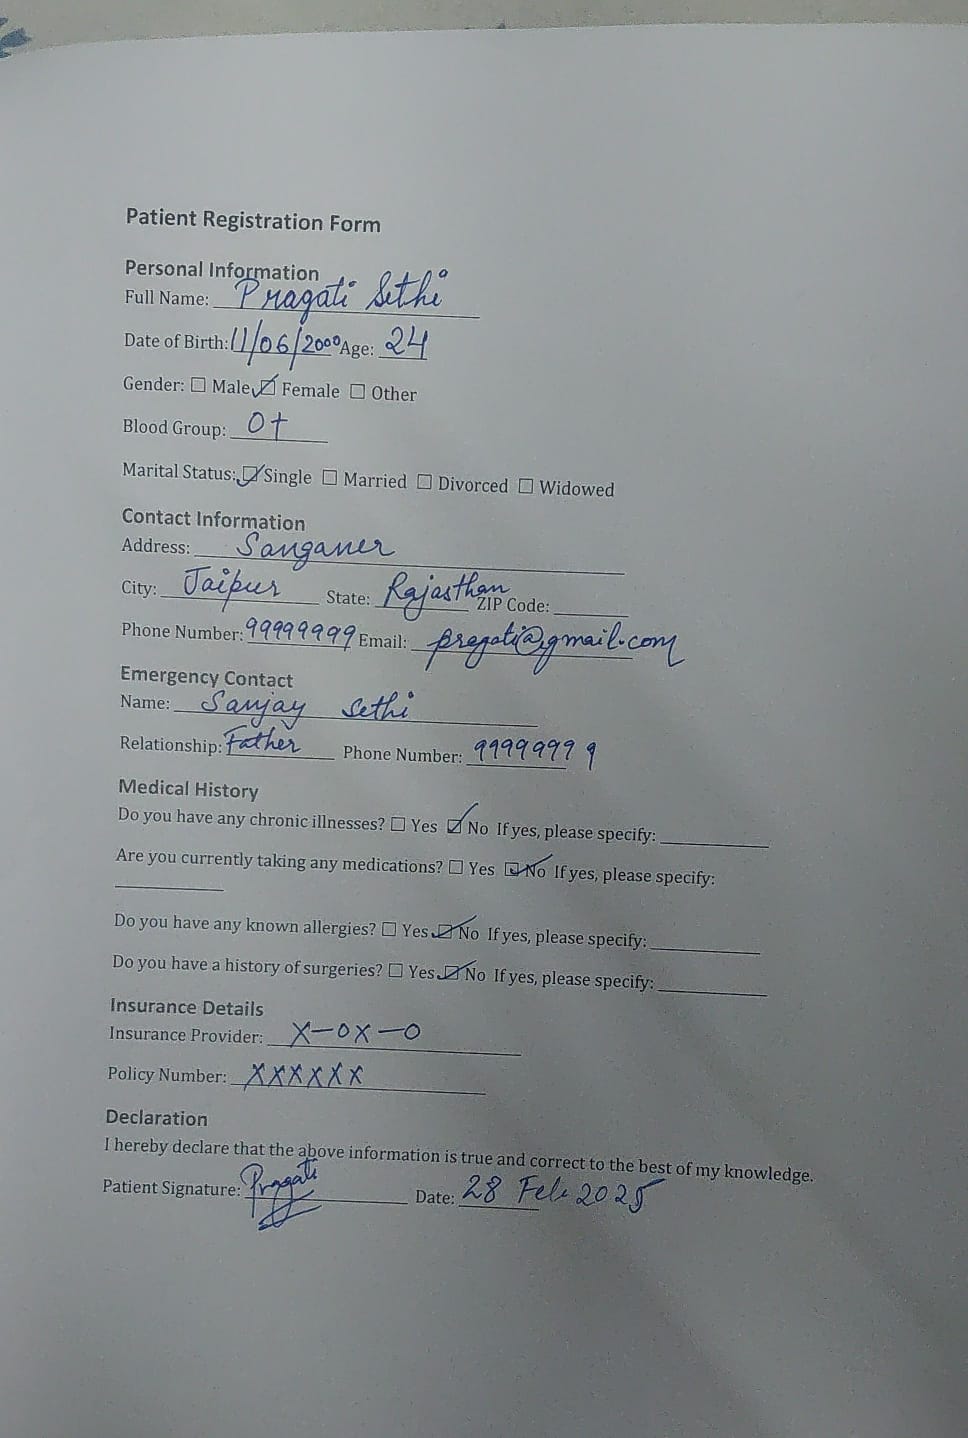 Patient Registration Form
Personal Information
Full Name: Pragati Sethi
Date of Birth: 11/06/2000 Age: 24
Gender: ☐ Male ☑ Female ☐ Other
Blood Group: O+
Marital Status: ☑ Single ☐ Married ☐ Divorced ☐ Widowed
Contact Information
Address: Sanganer
City: Jaipur State: Rajasthan ZIP Code: ______
Phone Number: 99999999 Email: pragati@gmail.com
Emergency Contact
Name: Sanjay Sethi
Relationship: Father Phone Number: 99999999
Medical History
Do you have any chronic illnesses? ☐ Yes ☑ No If yes, please specify: ______
Are you currently taking any medications? ☐ Yes ☑ No If yes, please specify:
______
Do you have any known allergies? ☐ Yes ☑ No If yes, please specify: ______
Do you have a history of surgeries? ☐ Yes ☑ No If yes, please specify: ______
Insurance Details
Insurance Provider: X-OX-O
Policy Number: XXXXXX
Declaration
I hereby declare that the above information is true and correct to the best of my knowledge.
Patient Signature: Pragati Date: 28 Feb 2025